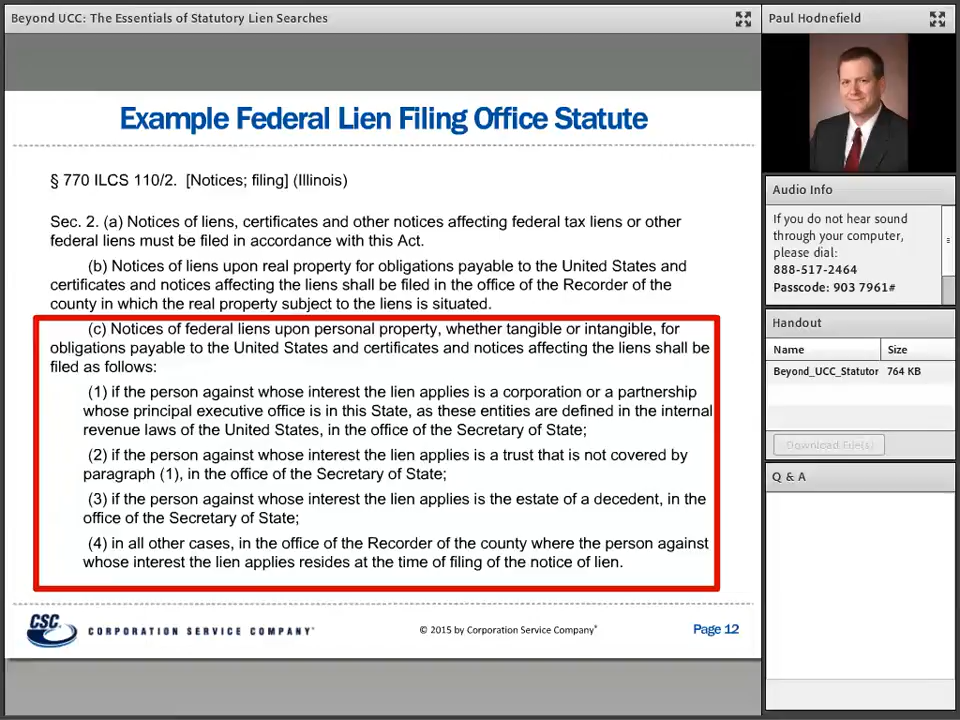 Beyond UCC: The Essentials of Statutory Lien Searches
Example Federal Lien Filing Office Statute
§ 770 ILCS 110/2.  [Notices; filing] (Illinois)
Sec. 2. (a) Notices of liens, certificates and other notices affecting federal tax liens or other
federal liens must be filed in accordance with this Act.
(b) Notices of liens upon real property for obligations payable to the United States and
certificates and notices affecting the liens shall be filed in the office of the Recorder of the
county in which the real property subject to the liens is situated.
(c) Notices of federal liens upon personal property, whether tangible or intangible, for
obligations payable to the United States and certificates and notices affecting the liens shall be
filed as follows:
(1) if the person against whose interest the lien applies is a corporation or a partnership
whose principal executive office is in this State, as these entities are defined in the internal
revenue laws of the United States, in the office of the Secretary of State;
(2) if the person against whose interest the lien applies is a trust that is not covered by
paragraph (1), in the office of the Secretary of State;
(3) if the person against whose interest the lien applies is the estate of a decedent, in the
office of the Secretary of State;
(4) in all other cases, in the office of the Recorder of the county where the person against
whose interest the lien applies resides at the time of filing of the notice of lien.
CSC.
CORPORATION SERVICE COMPANY®
© 2015 by Corporation Service Company®
Page 12
Paul Hodnefield
Audio Info
If you do not hear sound
through your computer,
please dial:
888-517-2464
Passcode: 903 7961#
Handout
Name Size
Beyond_UCC_Statutor 764 KB
Download File(s)
Q & A